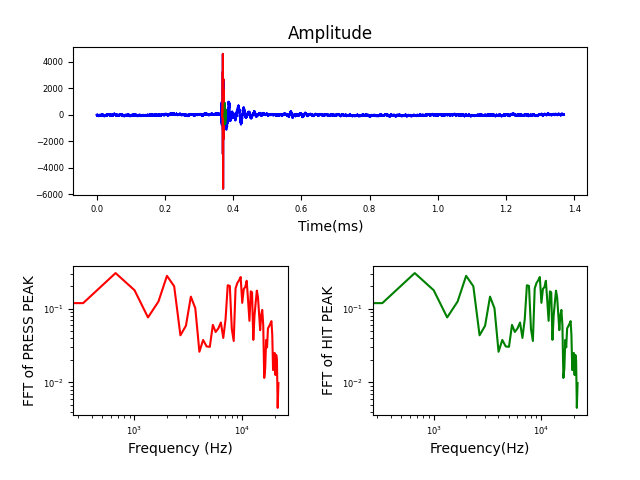 Amplitude
4000
2000
0
−2000
−4000
−6000
0.0 0.2 0.4 0.6 0.8 1.0 1.2 1.4
Time(ms)
FFT of PRESS PEAK
10⁻¹
10⁻²
10³ 10⁴
Frequency (Hz)
FFT of HIT PEAK
10⁻¹
10⁻²
10³ 10⁴
Frequency(Hz)